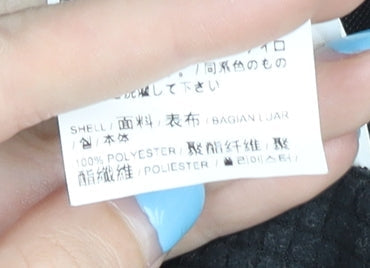 / 同系色のもの
洗濯して下さい
SHELL / 面料 / 表布 / BAGIAN LUAR
/ 겉 / 本体
100% POLYESTER / 聚酯纤维 / 聚
酯纖維 / POLIESTER / 폴리에스터 /